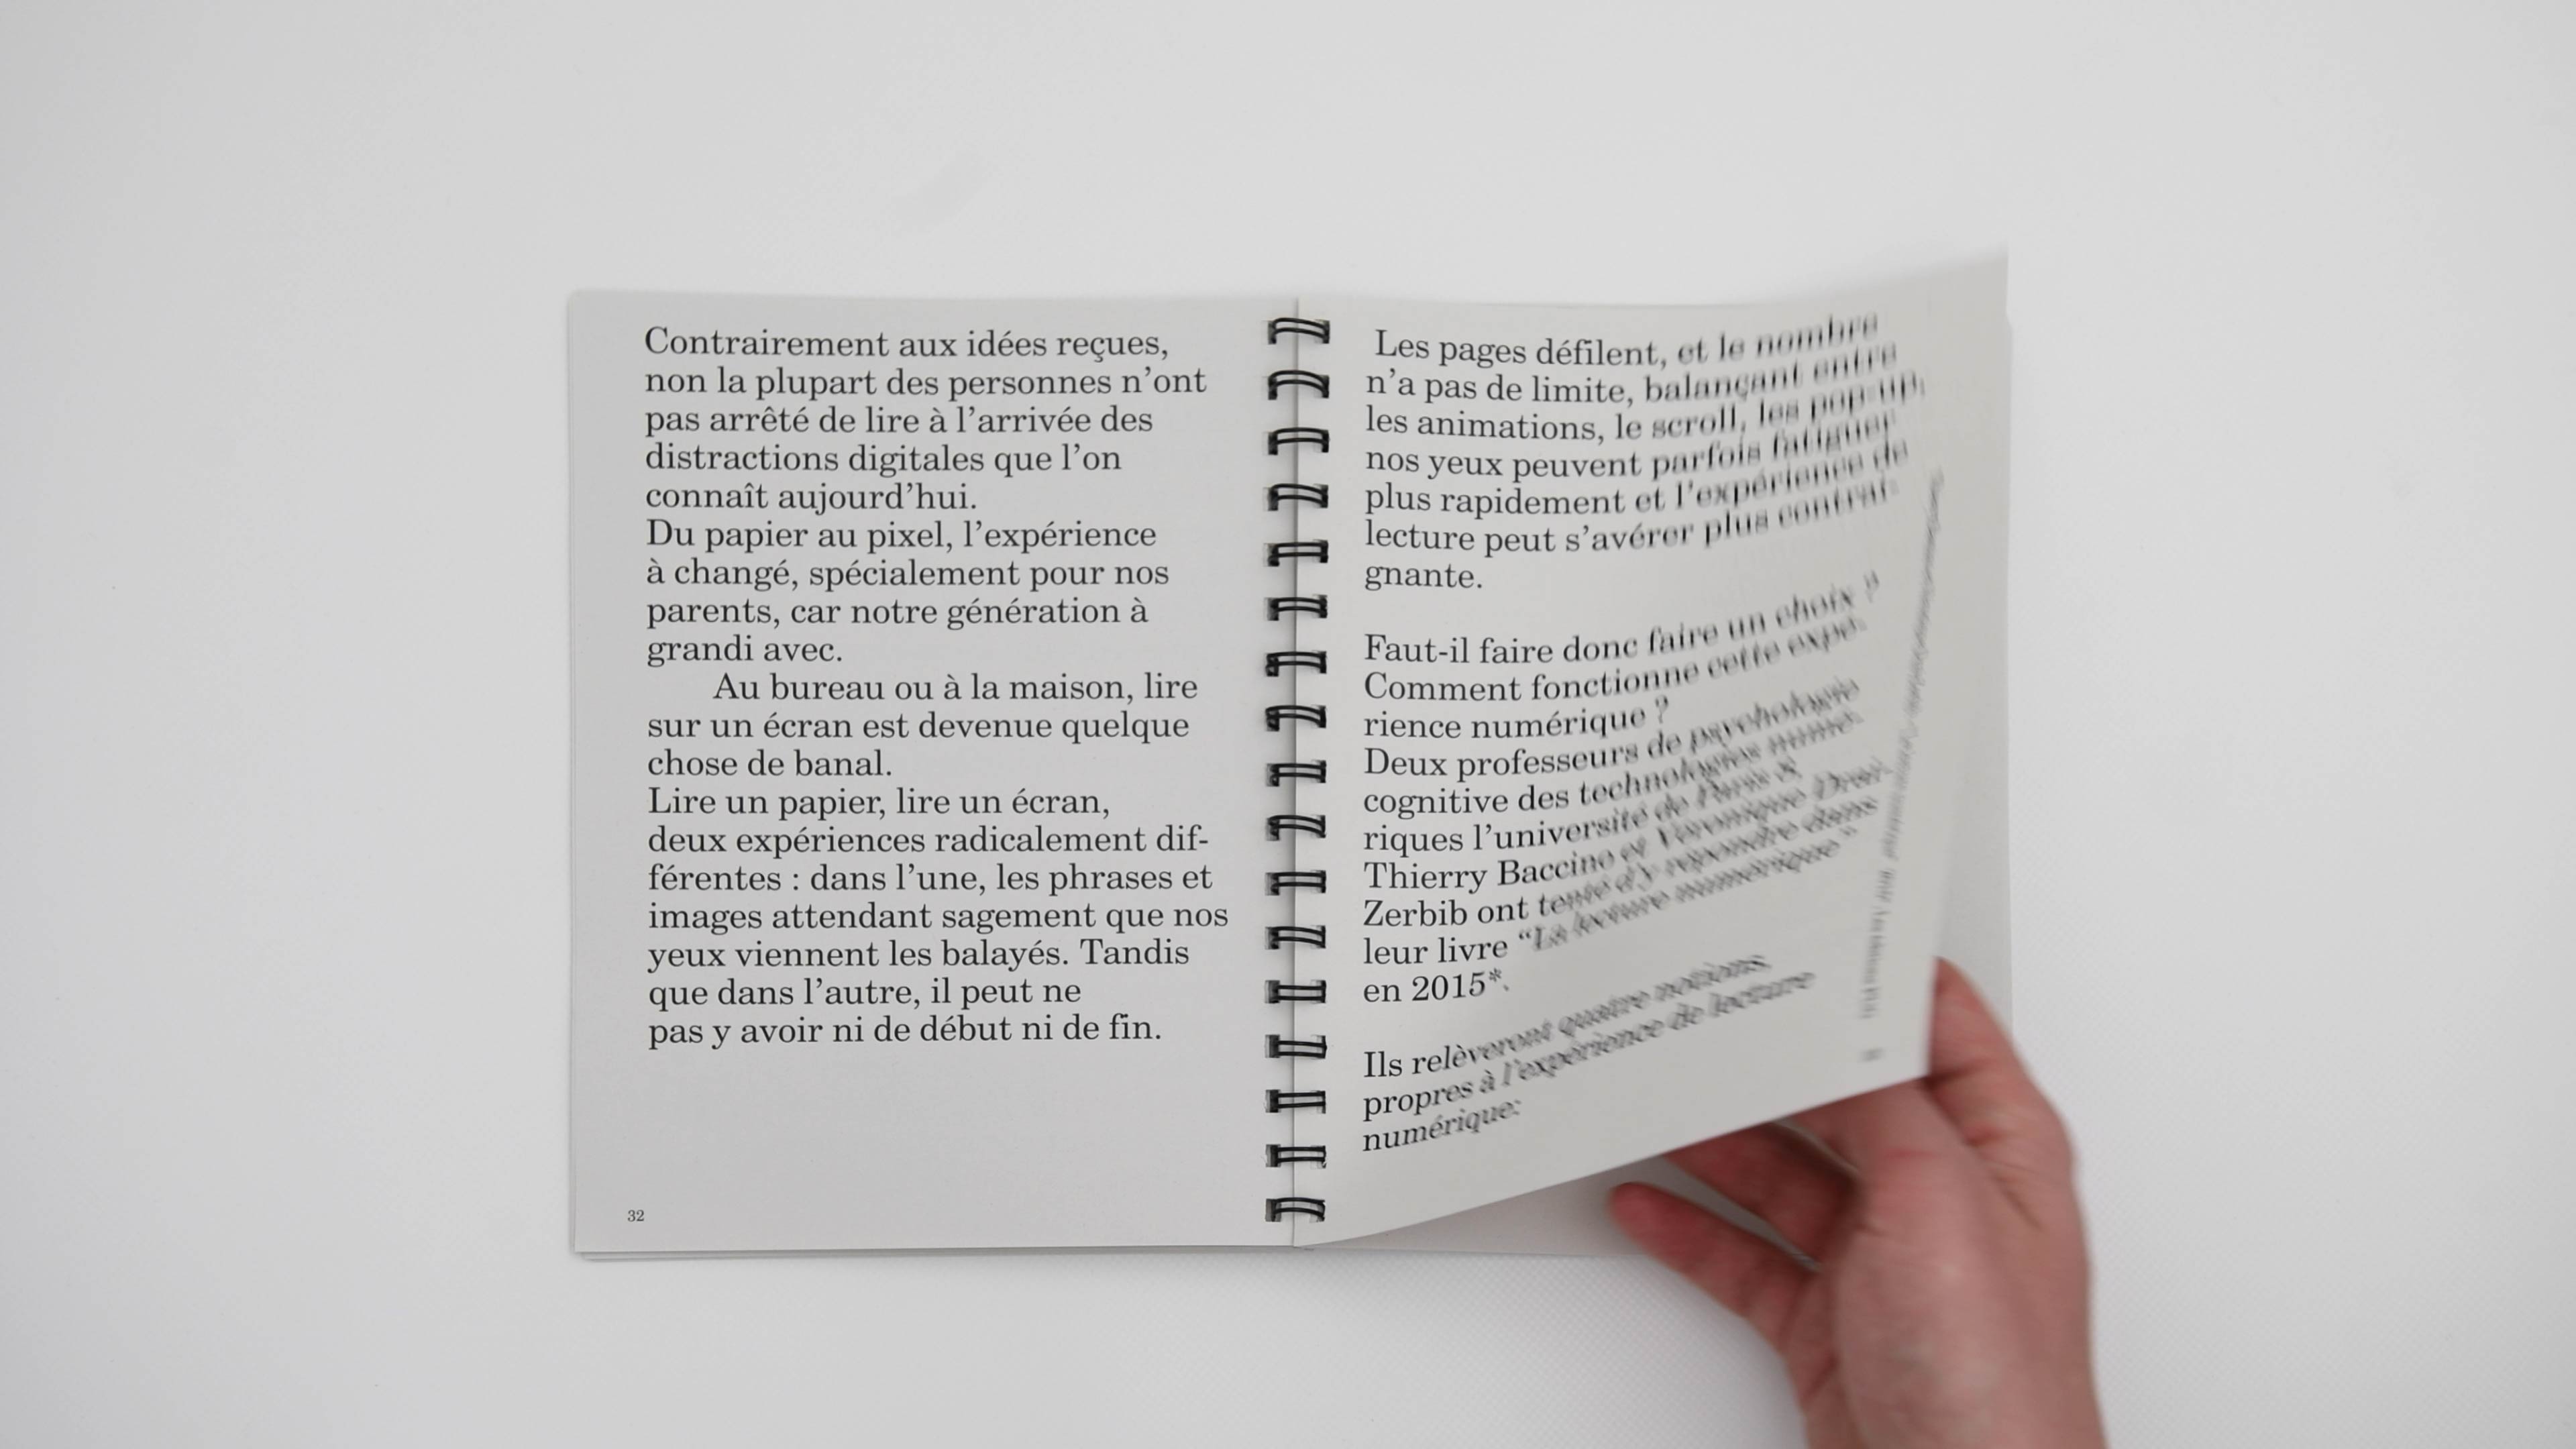 Contrairement aux idées reçues,
non la plupart des personnes n’ont
pas arrêté de lire à l’arrivée des
distractions digitales que l’on
connaît aujourd’hui.
Du papier au pixel, l’expérience
à changé, spécialement pour nos
parents, car notre génération à
grandi avec.
Au bureau ou à la maison, lire
sur un écran est devenue quelque
chose de banal.
Lire un papier, lire un écran,
deux expériences radicalement dif-
férentes : dans l’une, les phrases et
images attendant sagement que nos
yeux viennent les balayés. Tandis
que dans l’autre, il peut ne
pas y avoir ni de début ni de fin.
32
Les pages défilent, et le nombre
n’a pas de limite, balançant entre
les animations, le scroll, les pop-up,
nos yeux peuvent parfois fatiguer
plus rapidement et l’expérience de
lecture peut s’avérer plus contrai-
gnante.
Faut-il faire donc faire un choix ?
Comment fonctionne cette expé-
rience numérique ?
Deux professeurs de psychologie
cognitive des technologies numé-
riques l’université de Paris 8
Thierry Baccino et Véronique Drai-
Zerbib ont tenté d’y repondre dans
leur livre “La lecture numérique”
en 2015*.
Ils relèveront quatre notions
propres à l’expérience de lecture
numérique: